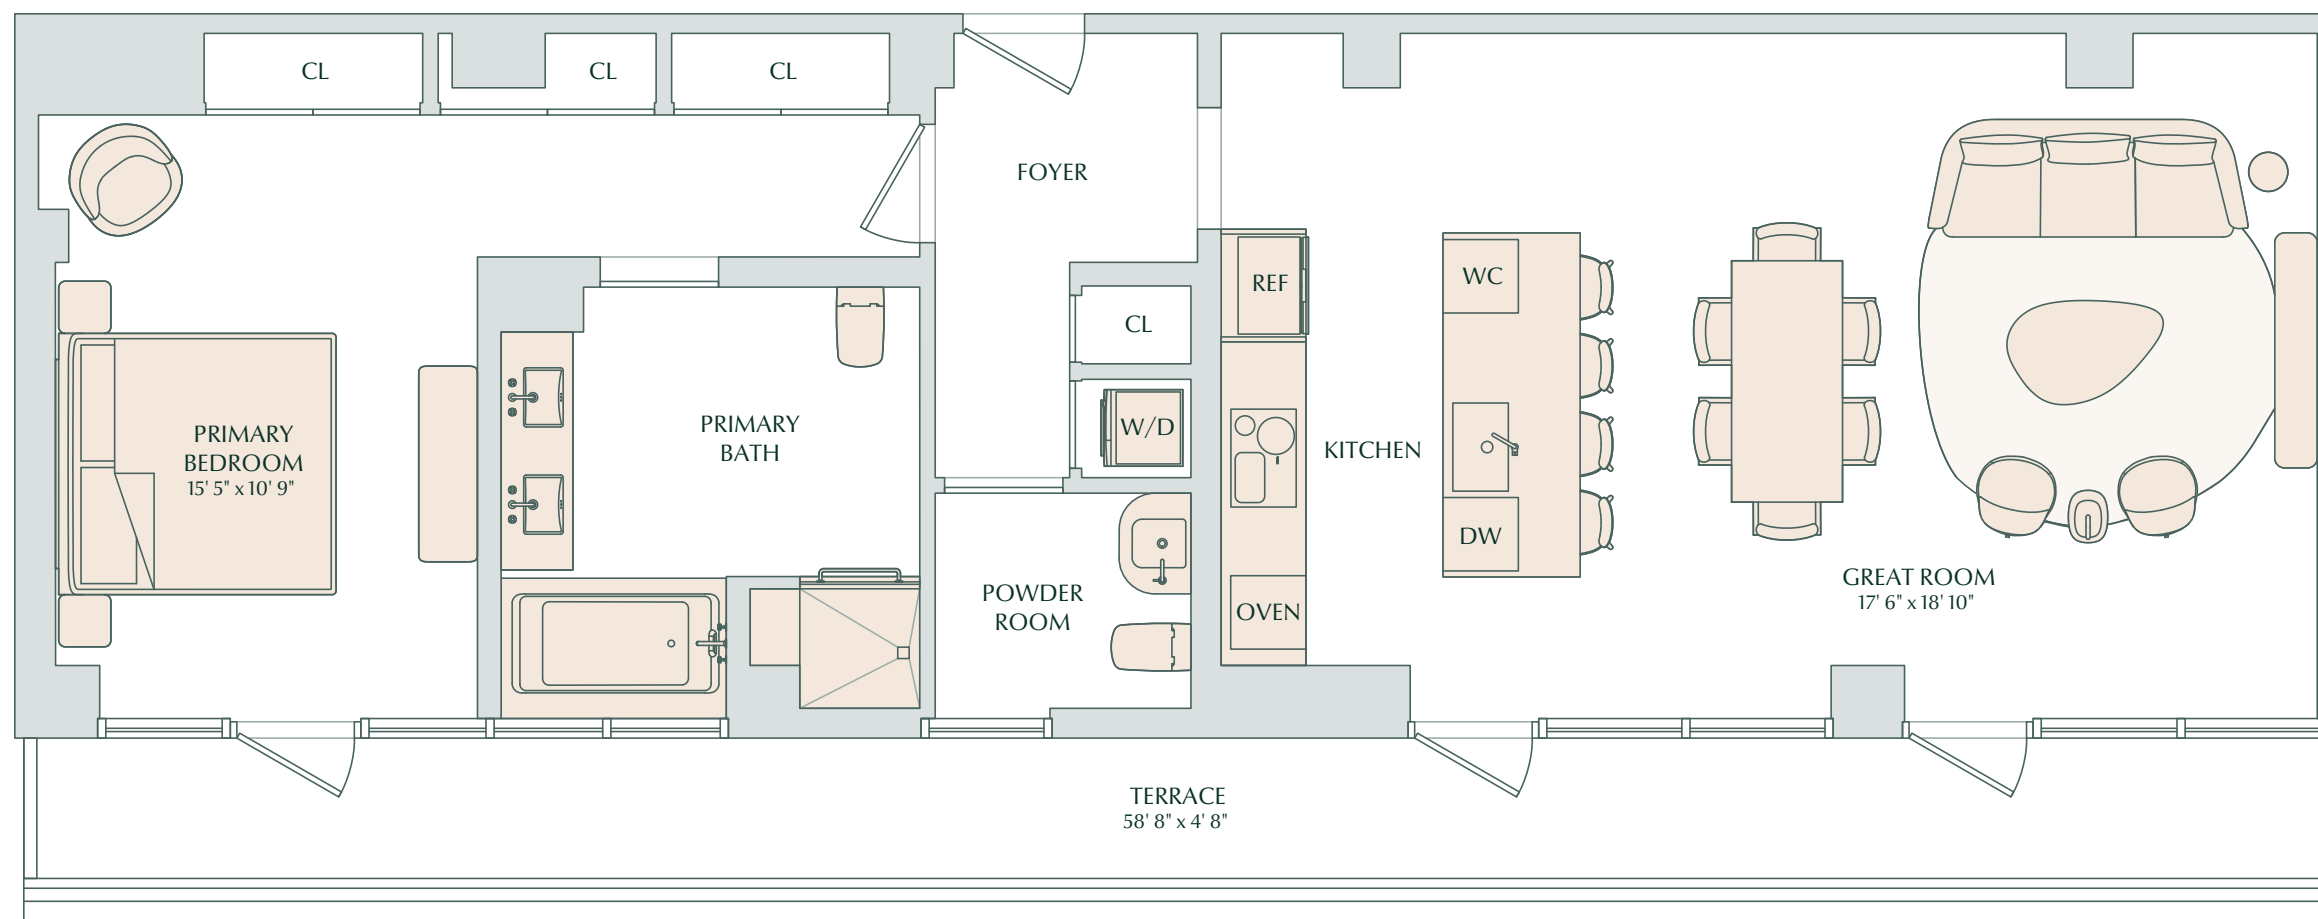 CL
CL
CL
FOYER
REF
WC
CL
W/D
PRIMARY
BEDROOM
15' 5" x 10' 9"
PRIMARY
BATH
KITCHEN
DW
POWDER
ROOM
OVEN
GREAT ROOM
17' 6" x 18' 10"
TERRACE
58' 8" x 4' 8"